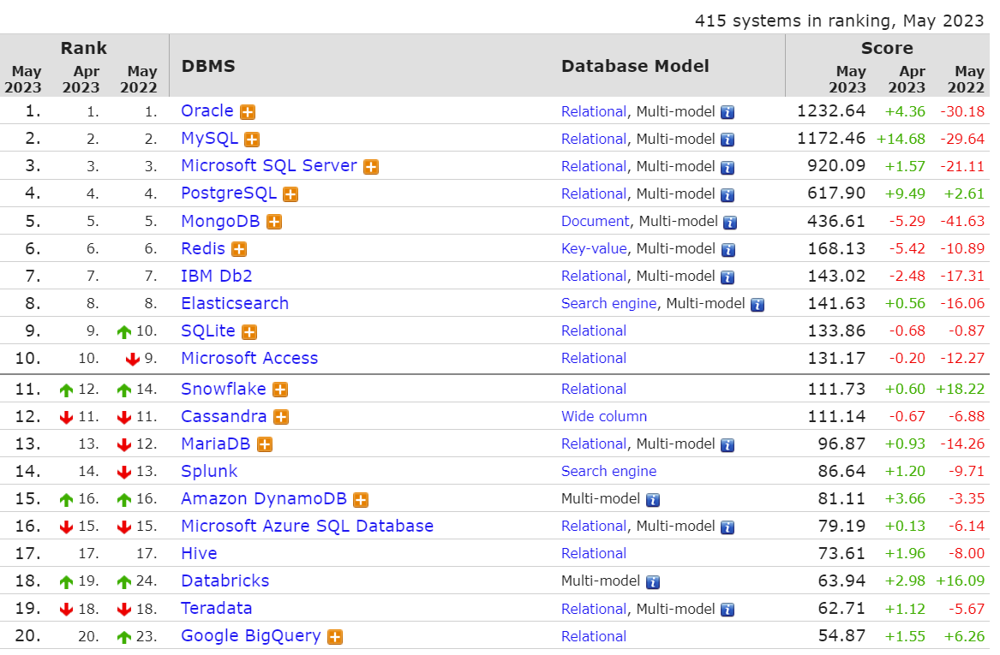 415 systems in ranking, May 2023
Rank DBMS Database Model Score
May 2023 Apr 2023 May 2022 May 2023 Apr 2023 May 2022
1. 1. 1. Oracle Relational, Multi-model 1232.64 +4.36 -30.18
2. 2. 2. MySQL Relational, Multi-model 1172.46 +14.68 -29.64
3. 3. 3. Microsoft SQL Server Relational, Multi-model 920.09 +1.57 -21.11
4. 4. 4. PostgreSQL Relational, Multi-model 617.90 +9.49 +2.61
5. 5. 5. MongoDB Document, Multi-model 436.61 -5.29 -41.63
6. 6. 6. Redis Key-value, Multi-model 168.13 -5.42 -10.89
7. 7. 7. IBM Db2 Relational, Multi-model 143.02 -2.48 -17.31
8. 8. 8. Elasticsearch Search engine, Multi-model 141.63 +0.56 -16.06
9. 9. 10. SQLite Relational 133.86 -0.68 -0.87
10. 10. 9. Microsoft Access Relational 131.17 -0.20 -12.27
11. 12. 14. Snowflake Relational 111.73 +0.60 +18.22
12. 11. 11. Cassandra Wide column 111.14 -0.67 -6.88
13. 13. 12. MariaDB Relational, Multi-model 96.87 +0.93 -14.26
14. 14. 13. Splunk Search engine 86.64 +1.20 -9.71
15. 16. 16. Amazon DynamoDB Multi-model 81.11 +3.66 -3.35
16. 15. 15. Microsoft Azure SQL Database Relational, Multi-model 79.19 +0.13 -6.14
17. 17. 17. Hive Relational 73.61 +1.96 -8.00
18. 19. 24. Databricks Multi-model 63.94 +2.98 +16.09
19. 18. 18. Teradata Relational, Multi-model 62.71 +1.12 -5.67
20. 20. 23. Google BigQuery Relational 54.87 +1.55 +6.26